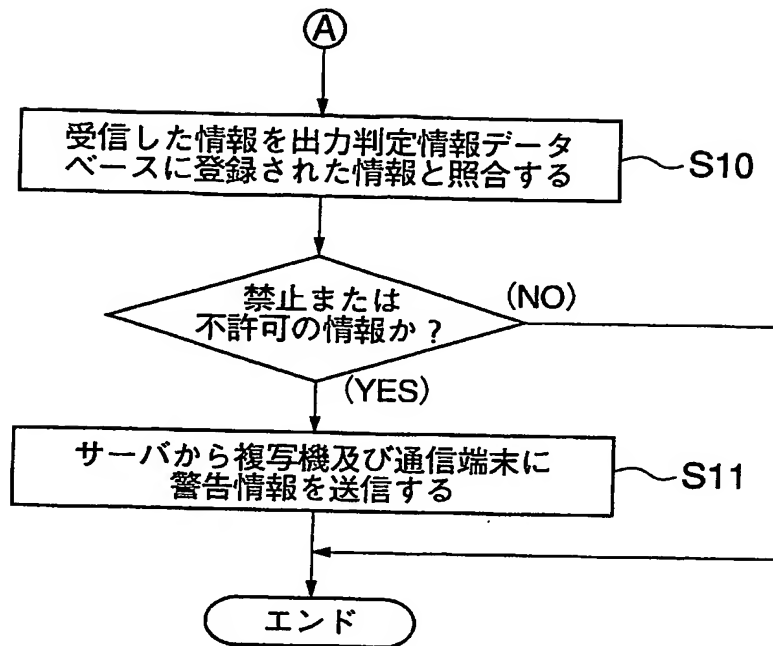 A
受信した情報を出力判定情報データ
ベースに登録された情報と照合する
S10
禁止または
不許可の情報か？
(NO)
(YES)
サーバから複写機及び通信端末に
警告情報を送信する
S11
エンド